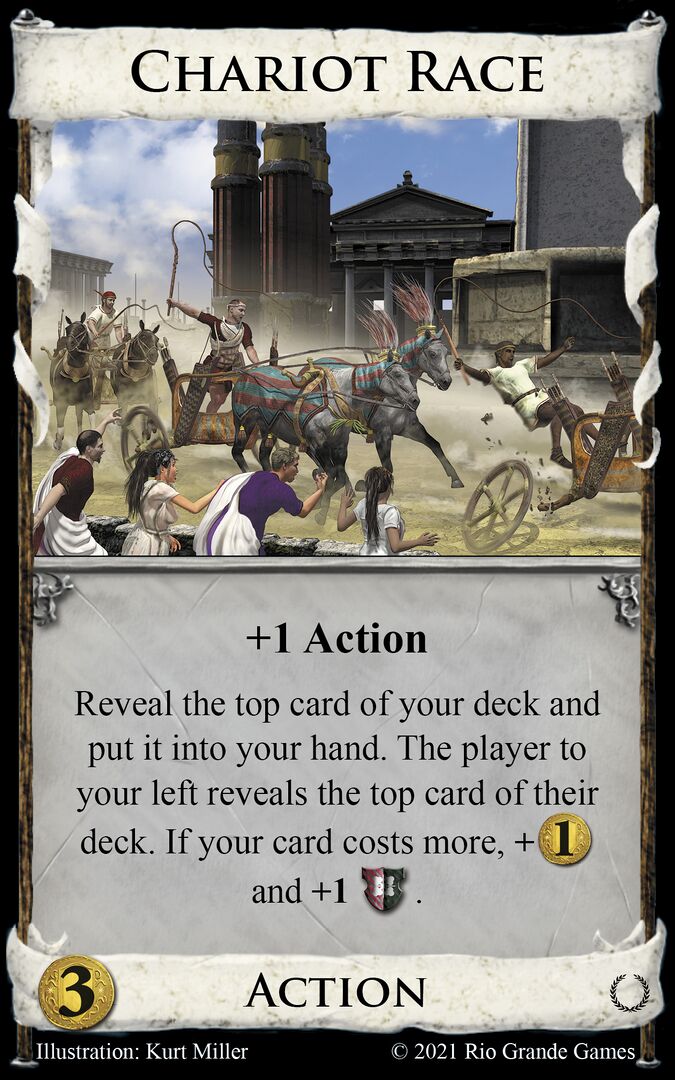 CHARIOT RACE
+1 Action
Reveal the top card of your deck and
put it into your hand. The player to
your left reveals the top card of their
deck. If your card costs more, +1
and +1 .
3 ACTION
Illustration: Kurt Miller © 2021 Rio Grande Games